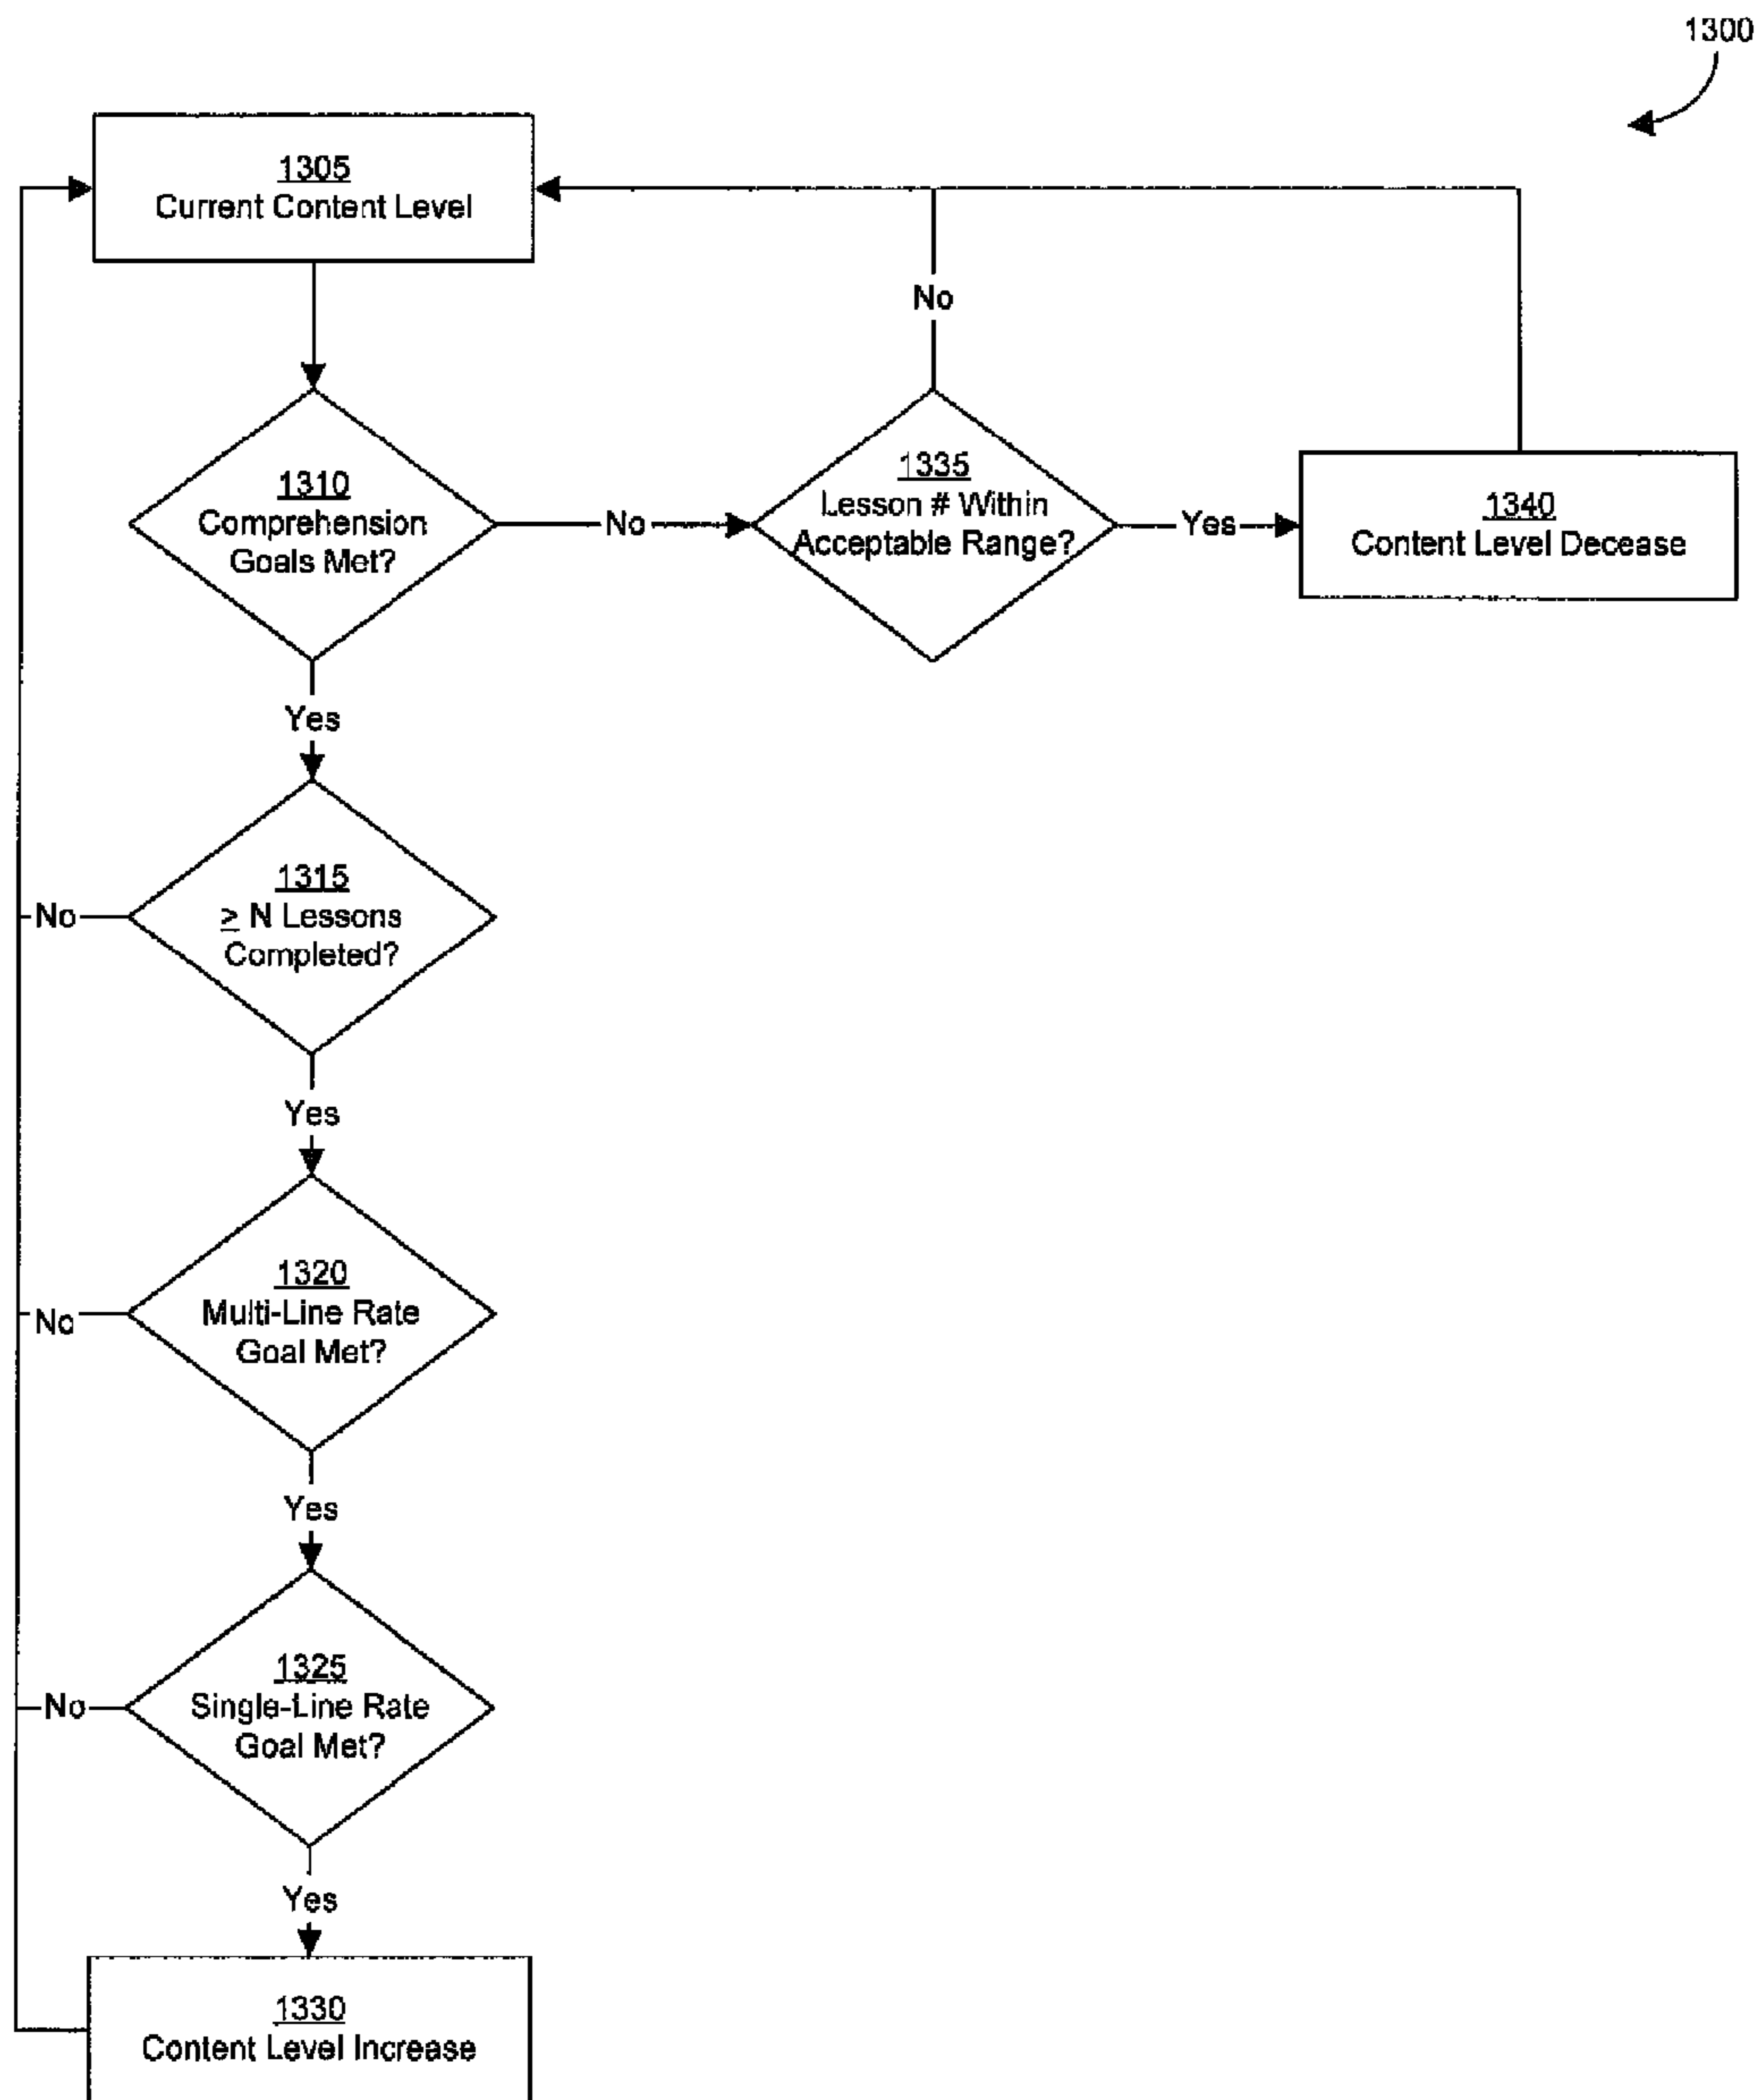 1300
1305
Current Content Level
No
1310
Comprehension
Goals Met?
No
1335
Lesson # Within
Acceptable Range?
Yes
1340
Content Level Decease
Yes
1315
≥ N Lessons
Completed?
No
Yes
1320
Multi-Line Rate
Goal Met?
No
Yes
1325
Single-Line Rate
Goal Met?
No
Yes
1330
Content Level Increase